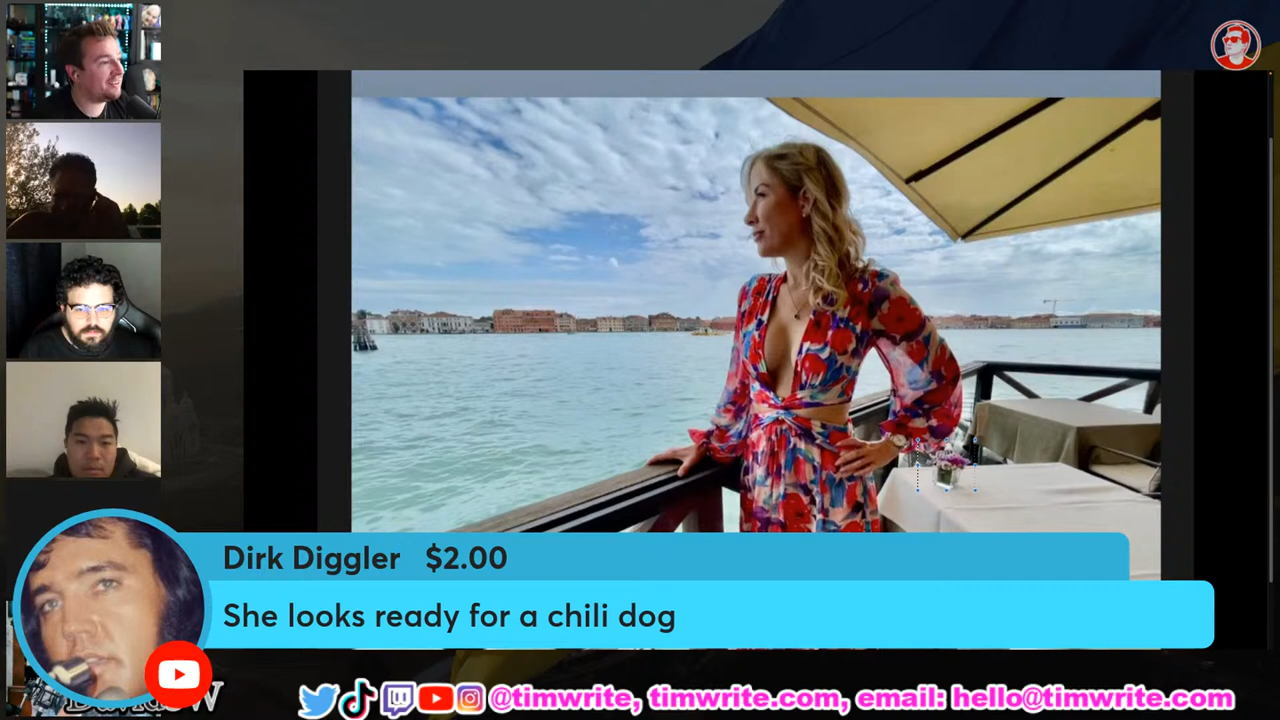 Dirk Diggler $2.00
She looks ready for a chili dog
@timwrite, timwrite.com, email: hello@timwrite.com